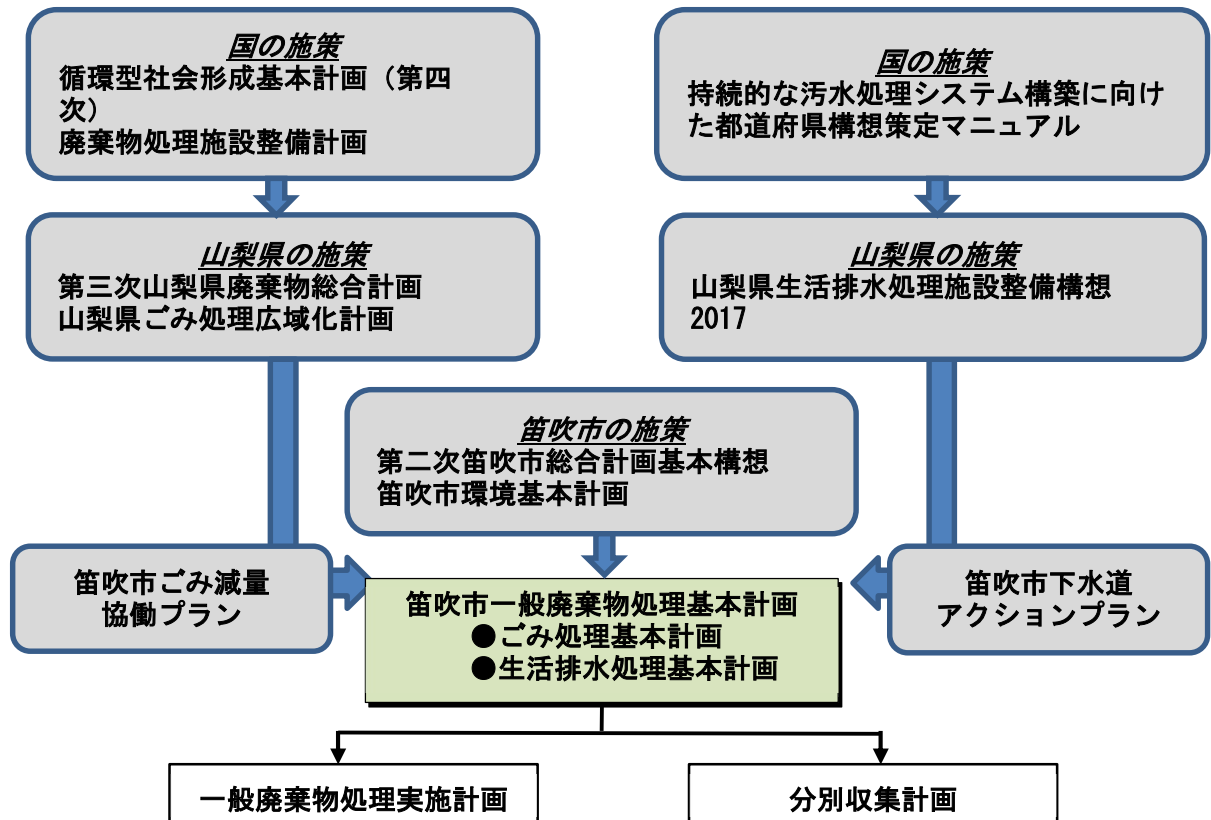 国の施策
循環型社会形成基本計画（第四
次）
廃棄物処理施設整備計画
国の施策
持続的な汚水処理システム構築に向け
た都道府県構想策定マニュアル
山梨県の施策
第三次山梨県廃棄物総合計画
山梨県ごみ処理広域化計画
山梨県の施策
山梨県生活排水処理施設整備構想
2017
笛吹市の施策
第二次笛吹市総合計画基本構想
笛吹市環境基本計画
笛吹市ごみ減量
協働プラン
笛吹市一般廃棄物処理基本計画
●ごみ処理基本計画
●生活排水処理基本計画
笛吹市下水道
アクションプラン
一般廃棄物処理実施計画
分別収集計画